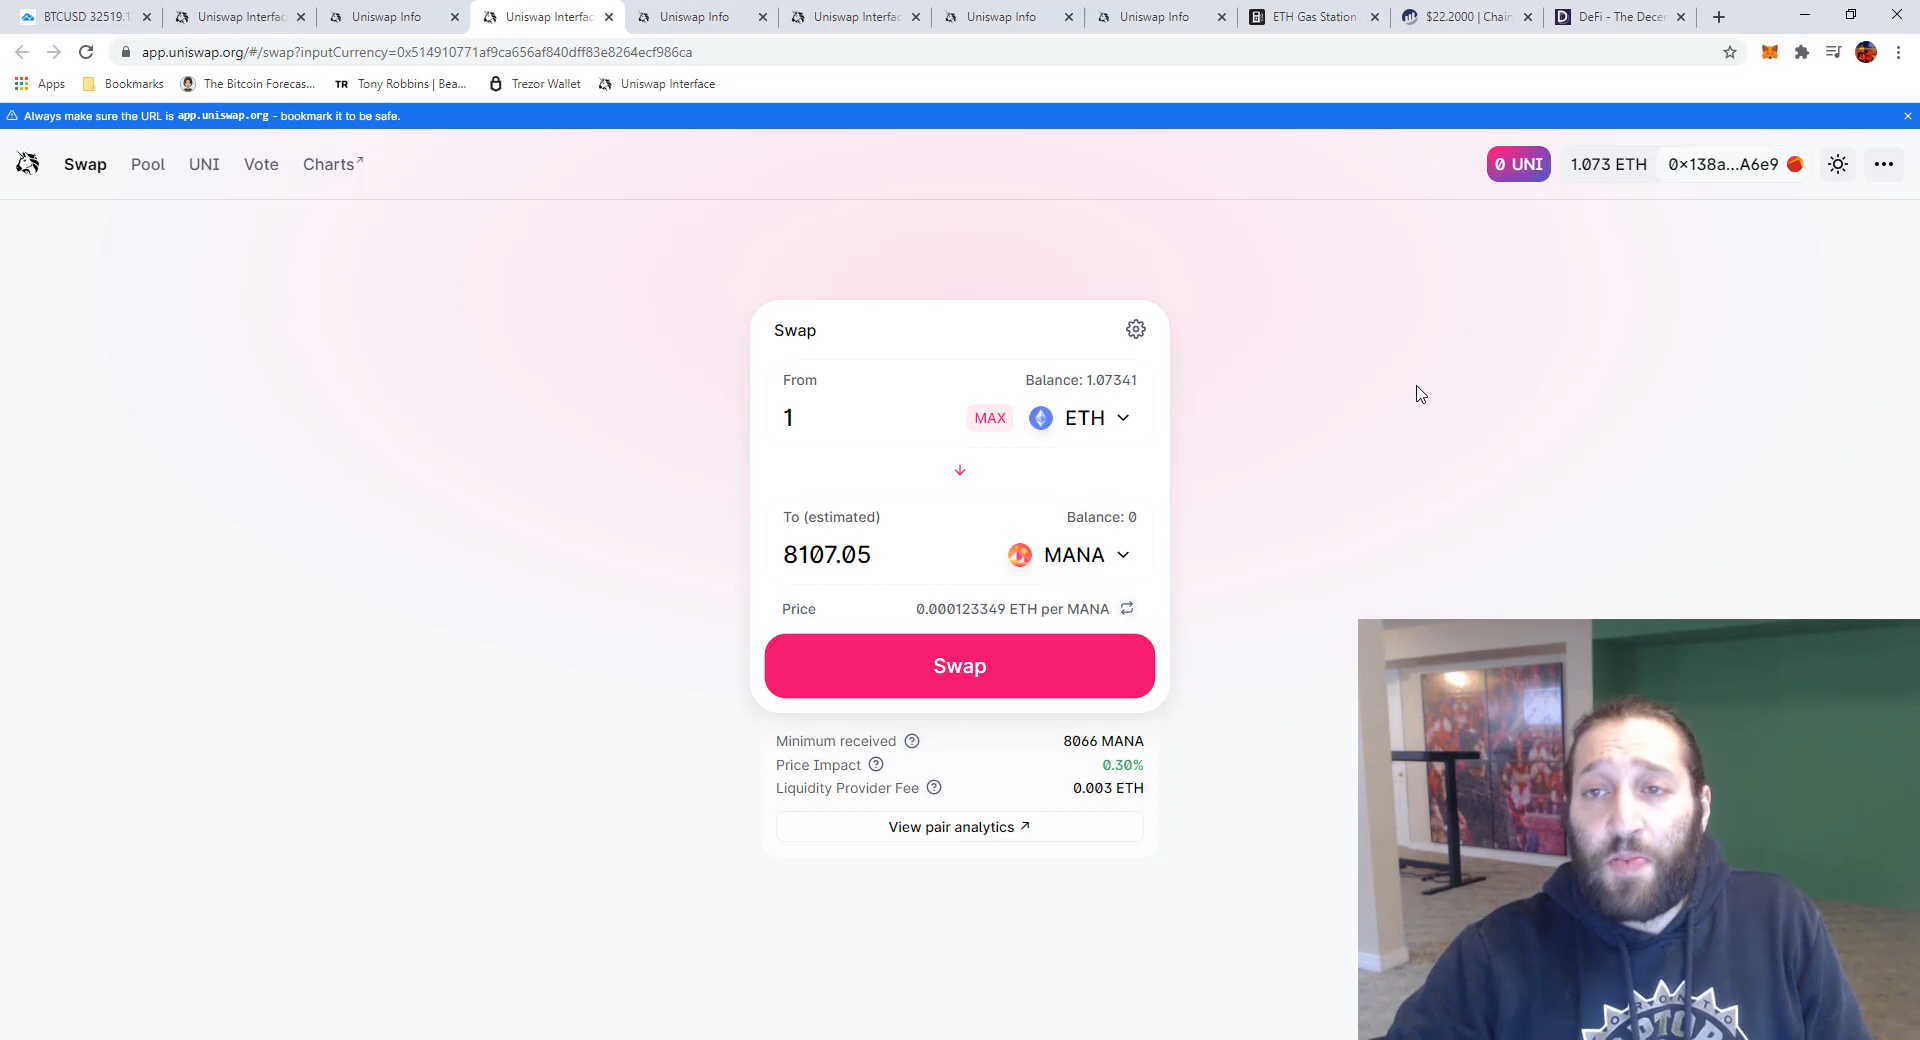 BTCUSD 32519.1
Uniswap Interfac
Uniswap Info
Uniswap Interfac
Uniswap Info
Uniswap Interfac
Uniswap Info
Uniswap Info
ETH Gas Station
$22.2000 | Chain
DeFi - The Decen
app.uniswap.org/#/swap?inputCurrency=0x514910771af9ca656af840dff83e8264ecf986ca
Apps
Bookmarks
The Bitcoin Forecas...
TR Tony Robbins | Bea...
Trezor Wallet
Uniswap Interface
Always make sure the URL is app.uniswap.org - bookmark it to be safe.
Swap
Pool
UNI
Vote
Charts↗
0 UNI
1.073 ETH
0x138a...A6e9
Swap
From
Balance: 1.07341
1
MAX
ETH
To (estimated)
Balance: 0
8107.05
MANA
Price
0.000123349 ETH per MANA
Swap
Minimum received
8066 MANA
Price Impact
0.30%
Liquidity Provider Fee
0.003 ETH
View pair analytics ↗